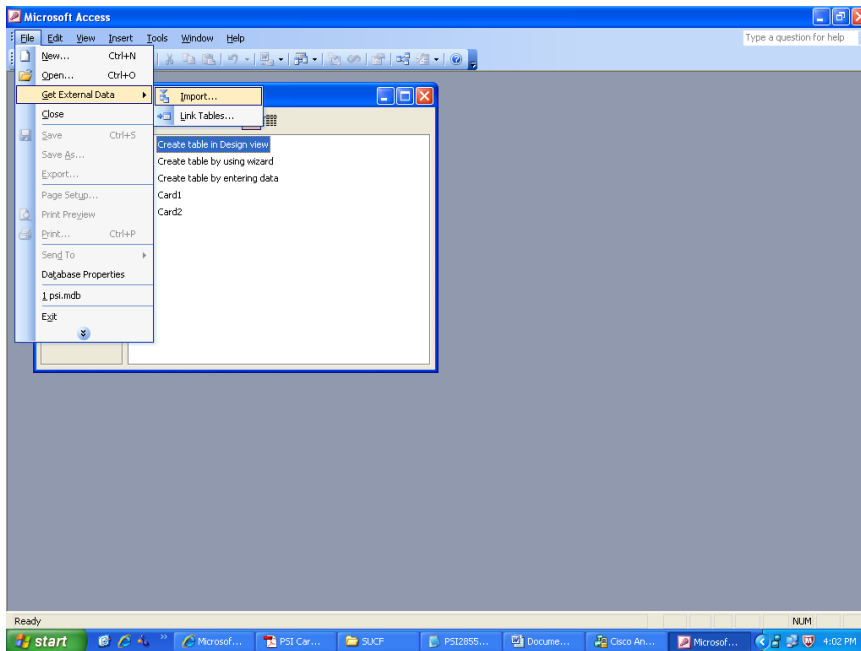 Microsoft Access
File Edit View Insert Tools Window Help
Type a question for help
New... Ctrl+N
Open... Ctrl+O
Get External Data
Import...
Close
Link Tables...
Save Ctrl+S
Save As...
Export...
Page Setup...
Print Preview
Print... Ctrl+P
Send To
Database Properties
1 psi.mdb
Exit
Create table in Design view
Create table by using wizard
Create table by entering data
Card1
Card2
Ready
NUM
start
Microsof...
PSI Car...
SUCF
PSI2855...
Docume...
Cisco An...
Microsof...
4:02 PM